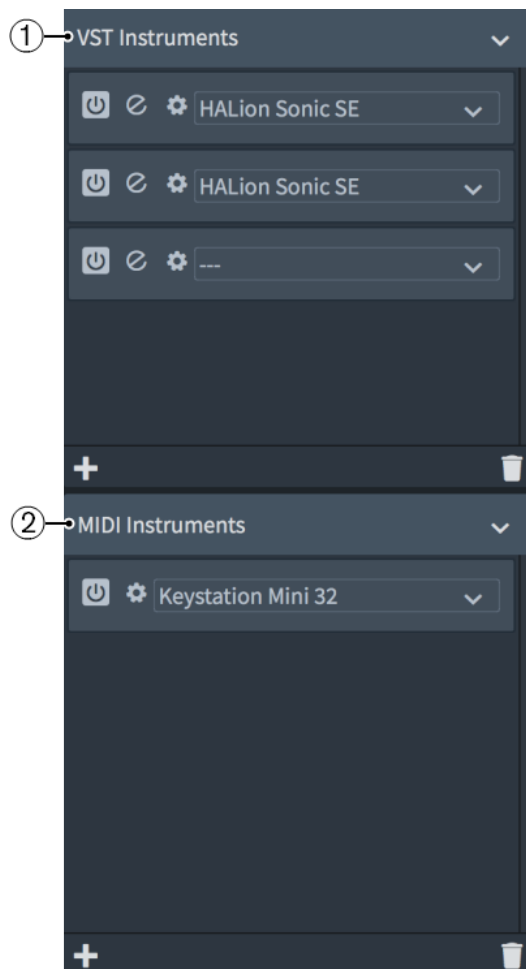 1
VST Instruments
HALion Sonic SE
HALion Sonic SE
---
2
MIDI Instruments
Keystation Mini 32